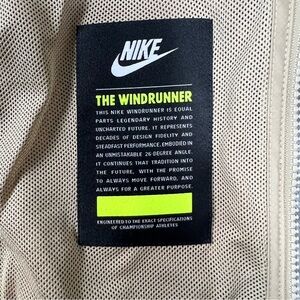 NIKE
THE WINDRUNNER
THIS NIKE WINDRUNNER IS EQUAL
PARTS LEGENDARY HISTORY AND
UNCHARTED FUTURE. IT REPRESENTS
DECADES OF DESIGN FIDELITY AND
STEADFAST PERFORMANCE. EMBODIED IN
AN UNMISTAKABLE 26 DEGREE ANGLE,
IT CONTINUES THAT TRADITION INTO
THE FUTURE, WITH THE PROMISE
TO ALWAYS MOVE FORWARD, AND
ALWAYS FOR A GREATER PURPOSE.
ENGINEERED TO THE EXACT SPECIFICATIONS
OF CHAMPIONSHIP ATHLETES